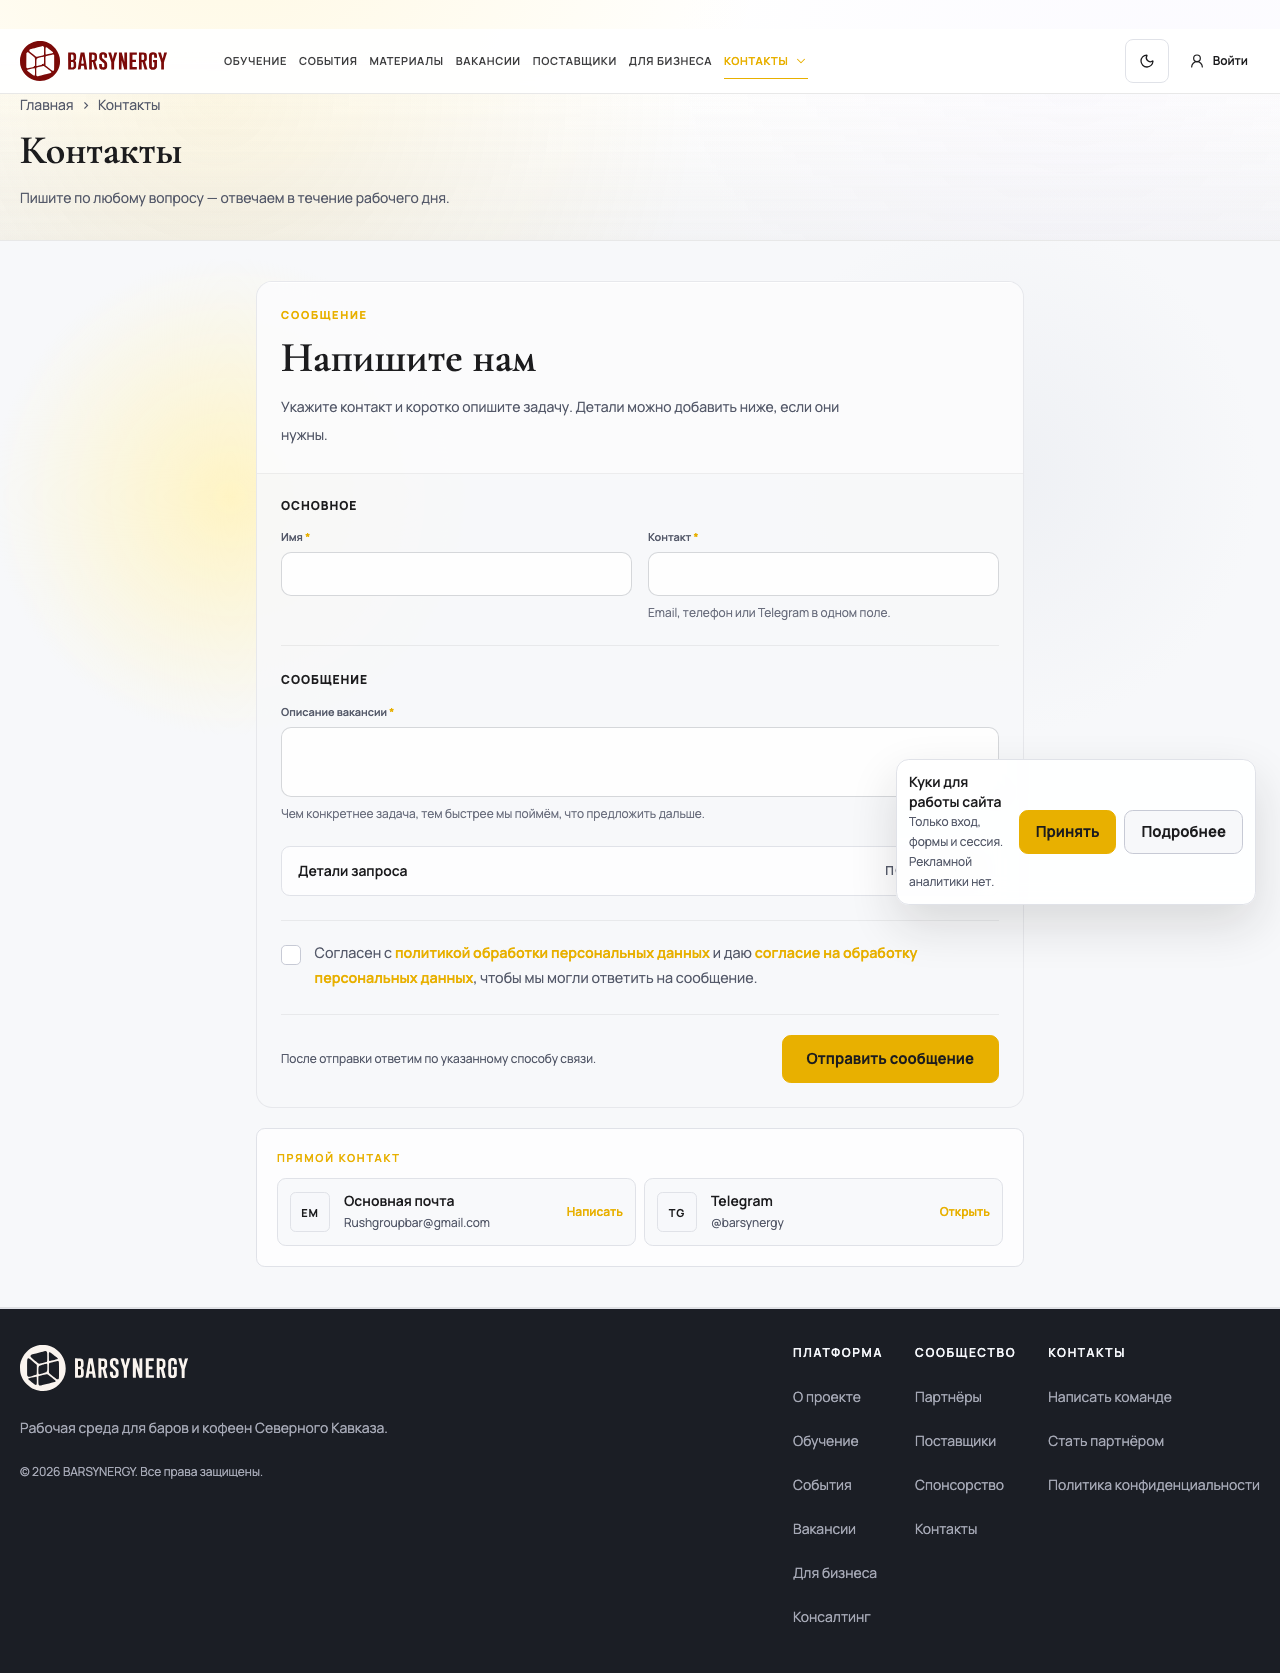 BARSYNERGY
ОБУЧЕНИЕ СОБЫТИЯ МАТЕРИАЛЫ ВАКАНСИИ ПОСТАВЩИКИ ДЛЯ БИЗНЕСА КОНТАКТЫ
Войти
Главная › Контакты
Контакты
Пишите по любому вопросу — отвечаем в течение рабочего дня.
СООБЩЕНИЕ
Напишите нам
Укажите контакт и коротко опишите задачу. Детали можно добавить ниже, если они
нужны.
ОСНОВНОЕ
Имя * Контакт *
Email, телефон или Telegram в одном поле.
СООБЩЕНИЕ
Описание вакансии *
Чем конкретнее задача, тем быстрее мы поймём, что предложить дальше.
Детали запроса
Куки для
работы сайта
Только вход,
формы и сессия.
Рекламной
аналитики нет.
Принять Подробнее
Согласен с политикой обработки персональных данных и даю согласие на обработку
персональных данных, чтобы мы могли ответить на сообщение.
После отправки ответим по указанному способу связи.
Отправить сообщение
ПРЯМОЙ КОНТАКТ
EM
Основная почта
Rushgroupbar@gmail.com
Написать
TG
Telegram
@barsynergy
Открыть
BARSYNERGY
Рабочая среда для баров и кофеен Северного Кавказа.
© 2026 BARSYNERGY. Все права защищены.
ПЛАТФОРМА
О проекте
Обучение
События
Вакансии
Для бизнеса
Консалтинг
СООБЩЕСТВО
Партнёры
Поставщики
Спонсорство
Контакты
КОНТАКТЫ
Написать команде
Стать партнёром
Политика конфиденциальности